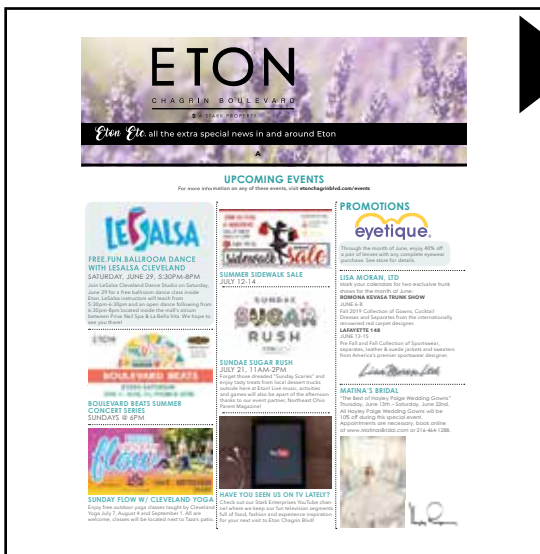 ETON
CHAGRIN BOULEVARD
A STARK PROPERTY
Eton Etc. all the extra special news in and around Eton
A
UPCOMING EVENTS
For more information on any of these events, visit etonchagrinblvd.com/events
LESALSA
FREE.FUN.BALLROOM DANCE
WITH LESALSA CLEVELAND
SATURDAY, JUNE 29, 5:30PM-8PM
Join LeSalsa Cleveland Dance Studio on Saturday,
June 29 for a free ballroom dance class inside
Eton. LeSalsa instructors will teach from
5:30pm-6:30pm and an open dance following from
6:30pm-8pm located inside the mall's atrium
between Prive Nail Spa & La Bella Vita. We hope to
see you there!
BOULEVARD BEATS
BOULEVARD BEATS SUMMER
CONCERT SERIES
SUNDAYS @ 6PM
flow
SUNDAY FLOW W/ CLEVELAND YOGA
Enjoy free outdoor yoga classes taught by Cleveland
Yoga July 7, August 4 and September 1. All are
welcome, classes will be located next to Taza's patio.
sidewalk Sale
SUMMER SIDEWALK SALE
JULY 12-14
SUNDAE
SUGAR
RUSH
SUNDAE SUGAR RUSH
JULY 21, 11AM-2PM
Forget those dreaded "Sunday Scaries" and
enjoy tasty treats from local dessert trucks
outside here at Eton! Live music, activities
and games will also be apart of the afternoon
thanks to our event partner, Northeast Ohio
Parent Magazine!
YouTube
HAVE YOU SEEN US ON TV LATELY?
Check out our Stark Enterprises YouTube chan-
nel where we keep our fun television segments
full of food, fashion and experience inspiration
for your next visit to Eton Chagrin Blvd!
PROMOTIONS
eyetique
Through the month of June, enjoy 40% off
a pair of lenses with any complete eyewear
purchase. See store for details.
LISA MORAN, LTD
Mark your calendars for two exclusive trunk
shows for the month of June:
ROMONA KEVASA TRUNK SHOW
JUNE 6-8
Fall 2019 Collection of Gowns, Cocktail
Dresses and Separates from the internationally
renowned red carpet designer.
LAFAYETTE 148
JUNE 13-15
Pre Fall and Fall Collection of Sportswear,
separates, leather & suede jackets and sweaters
from America's premier sportswear designer.
Lisa Moran Ltd
MATINA'S BRIDAL
"The Best of Hayley Paige Wedding Gowns"
Thursday, June 13th - Saturday, June 22nd.
All Hayley Paige Wedding Gowns will be
10% off during this special event.
Appointments are necessary, book online
at www.MatinasBridal.com or 216-464-1288.